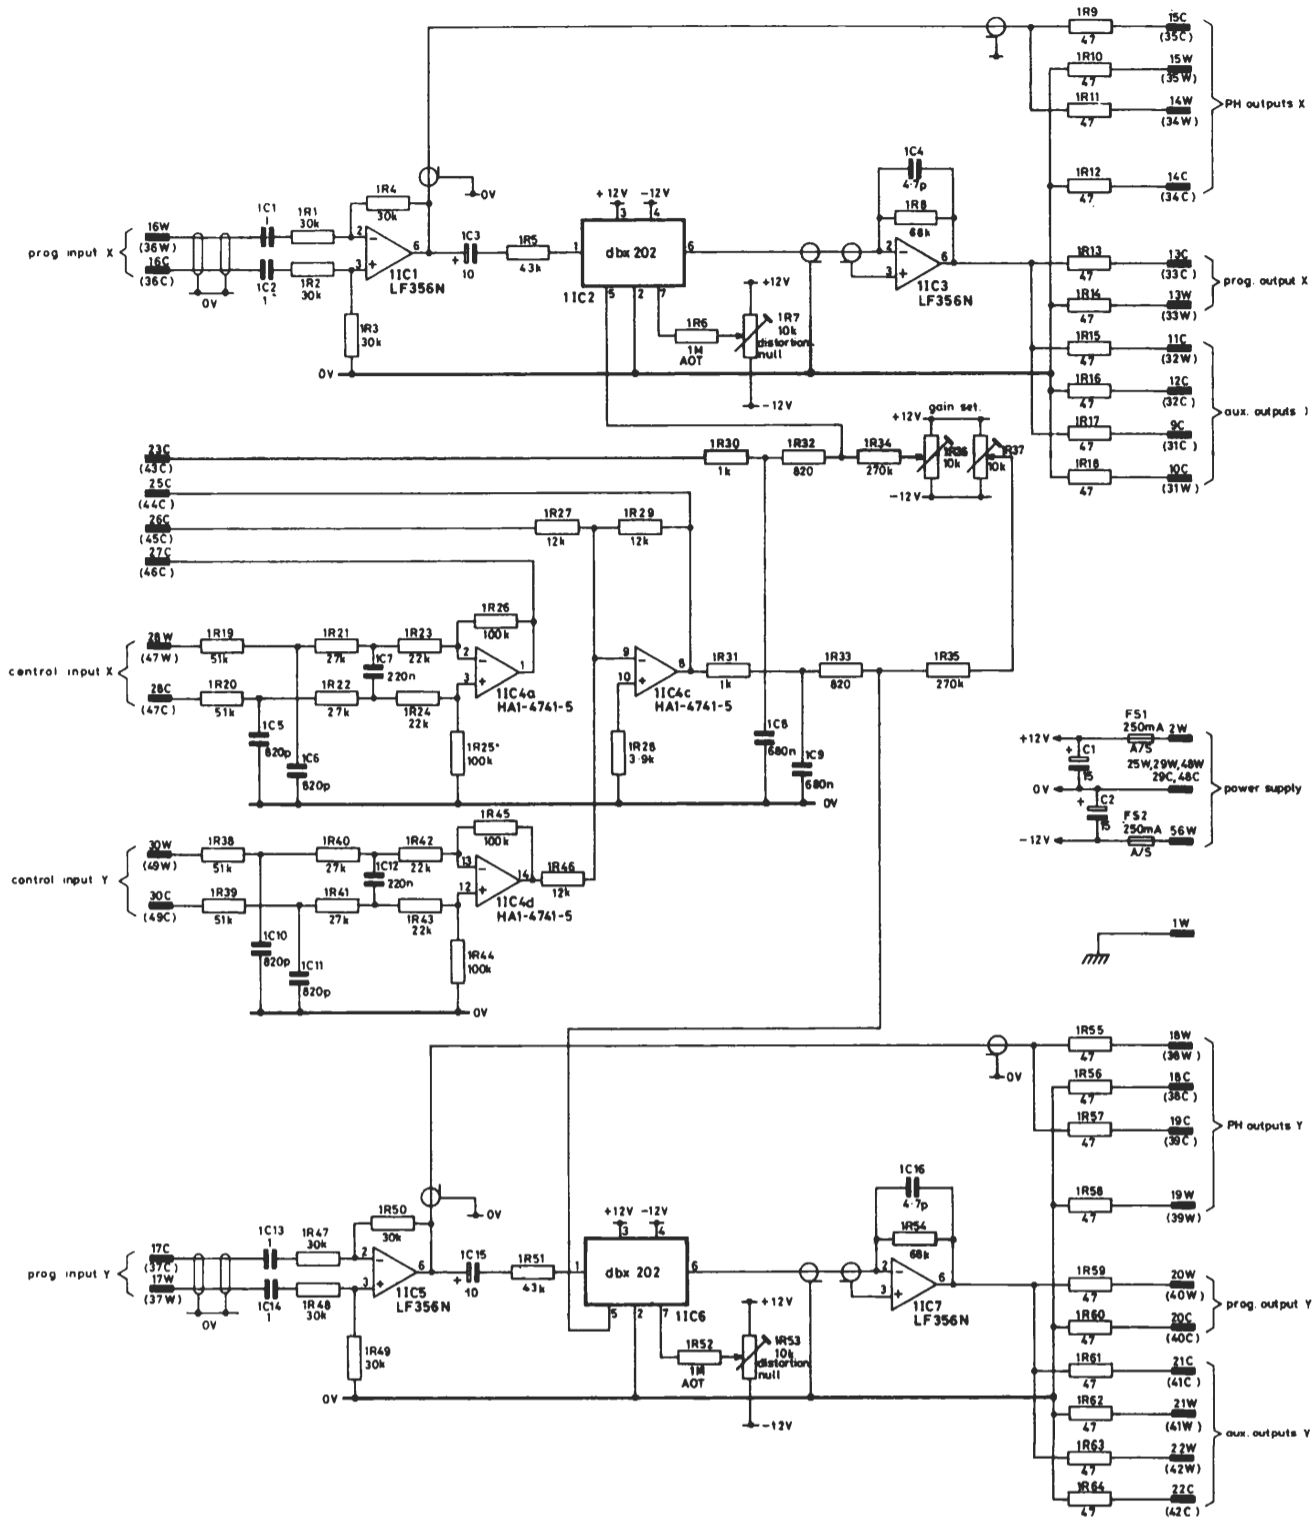 1R9
47
15C
(35C)
1R10
47
15W
(35W)
1R11
47
14W
(34W)
PH outputs X
1R12
47
14C
(34C)
1C4
4·7p
1R8
68k
+12V
-12V
3
4
1R4
30k
0V
prog input X
16W
(36W)
16C
(36C)
0V
1C1
1
1C2
1
1R1
30k
1R2
30k
1R3
30k
2
-
3
+
6
1IC1
LF356N
1C3
+
10
1R5
43k
1
dbx 202
6
1IC2
5
2
7
2
-
3
+
6
1IC3
LF356N
1R6
1M
AOT
+12V
1R7
10k
distortion
null
-12V
0V
1R13
47
13C
(33C)
1R14
47
13W
(33W)
prog. output X
1R15
47
11C
(32W)
1R16
47
12C
(32C)
1R17
47
9C
(31C)
1R18
47
10C
(31W)
aux. outputs
23C
(43C)
25C
(44C)
26C
(45C)
27C
(46C)
1R30
1k
1R32
820
1R34
270k
gain set.
+12V
-12V
1R36
10k
1R37
10k
1R27
12k
1R29
12k
control input X
28W
(47W)
28C
(47C)
1R19
51k
1R20
51k
1R21
27k
1R22
27k
1C7
220n
1R23
22k
1R24
22k
1R26
100k
2
-
3
+
1
1IC4a
HA1-4741-5
1R25
100k
1C5
820p
1C6
820p
9
-
10
+
8
1IC4c
HA1-4741-5
1R28
3·9k
1R31
1k
1R33
820
1R35
270k
1C8
680n
1C9
680n
0V
+12V
0V
-12V
+
C1
15
+
C2
15
FS1
250mA
A/S
2W
25W, 29W, 48W
29C, 48C
FS2
250mA
A/S
56W
power supply
control input Y
30W
(49W)
30C
(49C)
1R38
51k
1R39
51k
1R40
27k
1R41
27k
1C12
220n
1R42
22k
1R43
22k
1R45
100k
13
-
12
+
14
1IC4d
HA1-4741-5
1R46
12k
1R44
100k
1C10
820p
1C11
820p
0V
1W
1R55
47
18W
(38W)
1R56
47
18C
(38C)
1R57
47
19C
(39C)
PH outputs Y
1R58
47
19W
(39W)
0V
1C16
4·7p
1R54
68k
+12V
-12V
3
4
1R50
30k
0V
prog input Y
17C
(37C)
17W
(37W)
0V
1C13
1
1C14
1
1R47
30k
1R48
30k
1R49
30k
2
-
3
+
6
1IC5
LF356N
1C15
+
10
1R51
43k
1
dbx 202
6
1IC6
5
2
7
2
-
3
+
6
1IC7
LF356N
1R52
1M
AOT
+12V
1R53
10k
distortion
null
-12V
0V
1R59
47
20W
(40W)
1R60
47
20C
(40C)
prog. output Y
1R61
47
21C
(41C)
1R62
47
21W
(41W)
1R63
47
22W
(42W)
1R64
47
22C
(42C)
aux. outputs Y